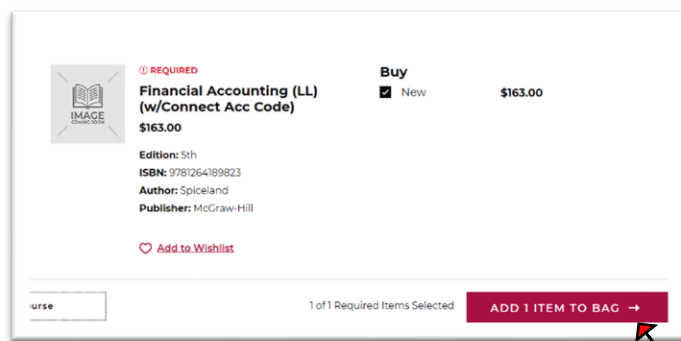 REQUIRED
Financial Accounting (LL)
(w/Connect Acc Code)
$163.00
Edition: 5th
ISBN: 9781264189823
Author: Spiceland
Publisher: McGraw-Hill
Add to Wishlist
IMAGE
COMING SOON
Buy
New
$163.00
urse
1 of 1 Required Items Selected
ADD 1 ITEM TO BAG →